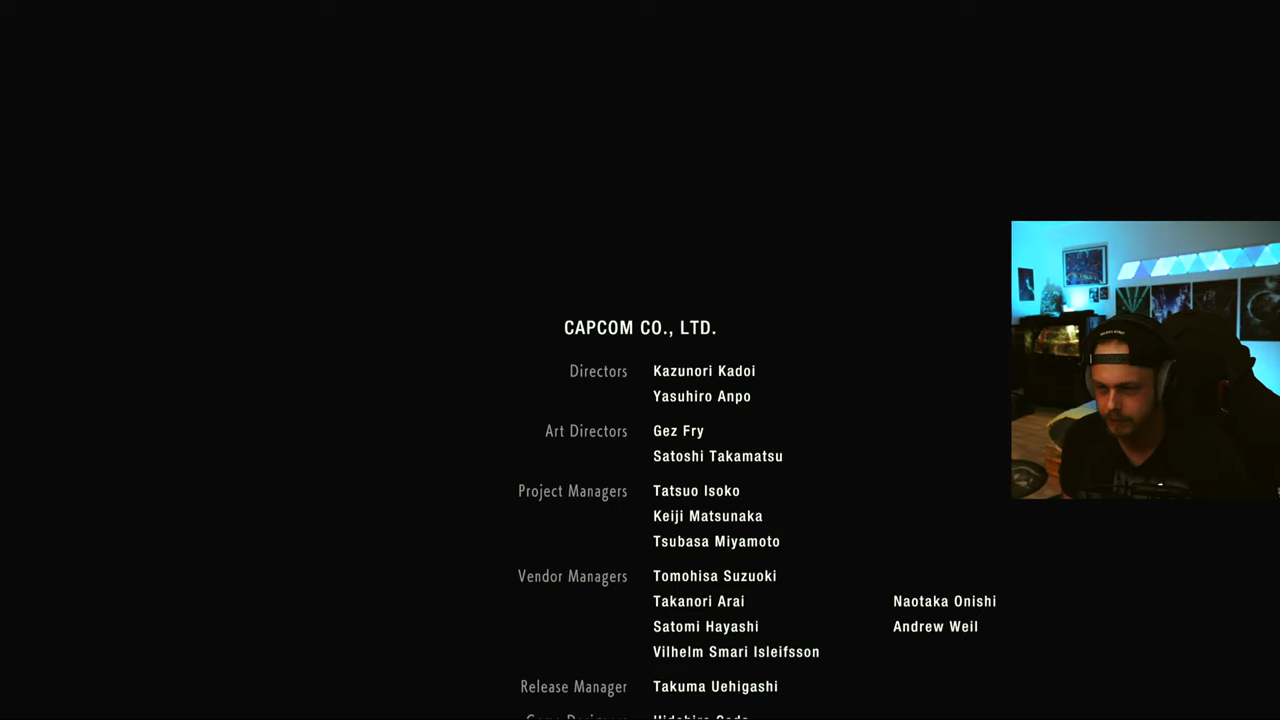 CAPCOM CO., LTD.
Directors Kazunori Kadoi
Yasuhiro Anpo
Art Directors Gez Fry
Satoshi Takamatsu
Project Managers Tatsuo Isoko
Keiji Matsunaka
Tsubasa Miyamoto
Vendor Managers Tomohisa Suzuoki
Takanori Arai Naotaka Onishi
Satomi Hayashi Andrew Weil
Vilhelm Smari Isleifsson
Release Manager Takuma Uehigashi